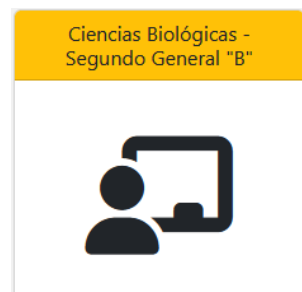 Ciencias Biológicas -
Segundo General "B"